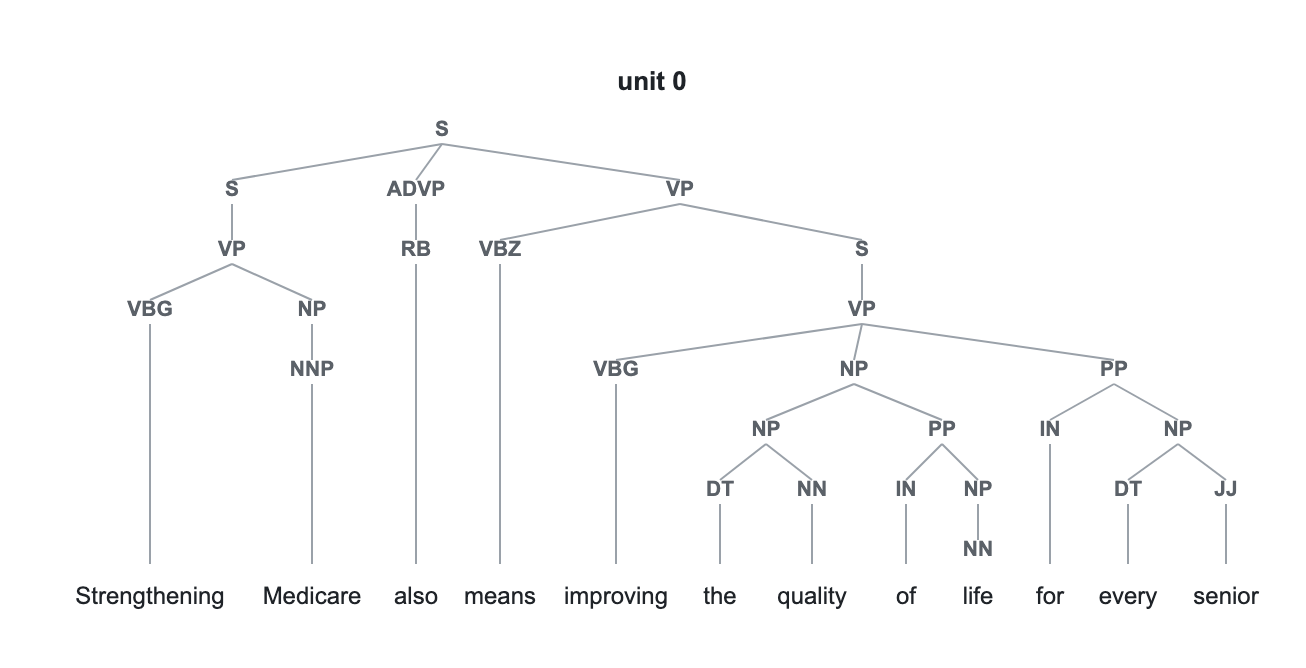 unit 0
S
S ADVP VP
VP RB VBZ S
VBG NP VP
NNP VBG NP PP
NP PP IN NP
DT NN IN NP DT JJ
NN
Strengthening Medicare also means improving the quality of life for every senior